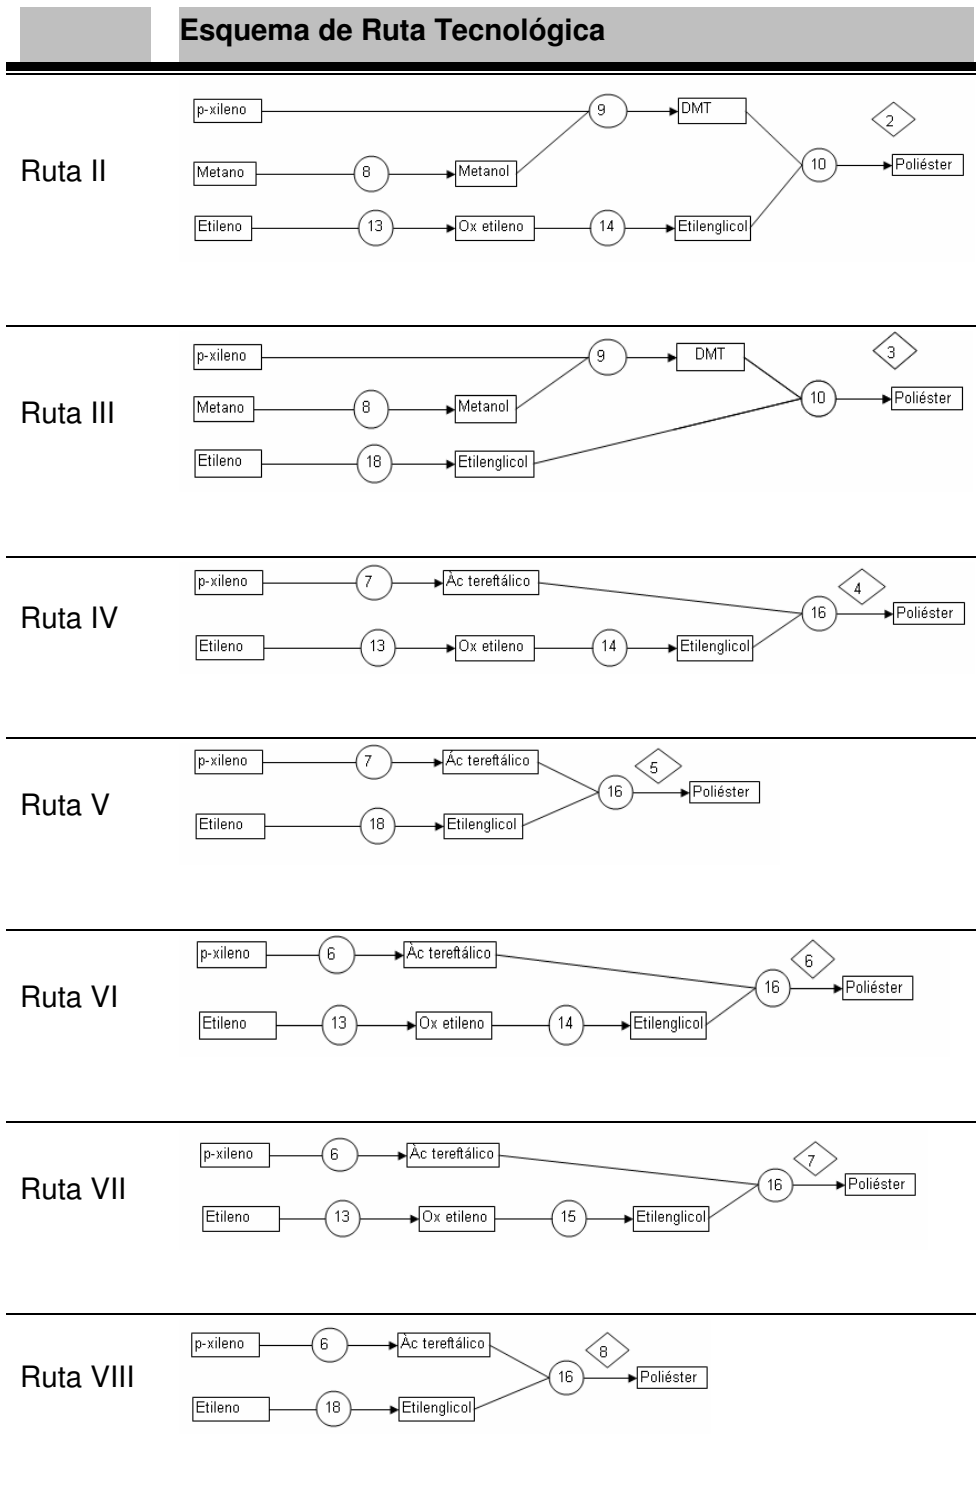 Esquema de Ruta Tecnológica
Ruta II
p-xileno 9 DMT 2
Metano 8 Metanol 10 Poliéster
Etileno 13 Ox etileno 14 Etilenglicol
Ruta III
p-xileno 9 DMT 3
Metano 8 Metanol 10 Poliéster
Etileno 18 Etilenglicol
Ruta IV
p-xileno 7 Àc tereftálico 4
16 Poliéster
Etileno 13 Ox etileno 14 Etilenglicol
Ruta V
p-xileno 7 Ác tereftálico 5
16 Poliéster
Etileno 18 Etilenglicol
Ruta VI
p-xileno 6 Àc tereftálico 6
16 Poliéster
Etileno 13 Ox etileno 14 Etilenglicol
Ruta VII
p-xileno 6 Àc tereftálico 7
16 Poliéster
Etileno 13 Ox etileno 15 Etilenglicol
Ruta VIII
p-xileno 6 Àc tereftálico 8
16 Poliéster
Etileno 18 Etilenglicol